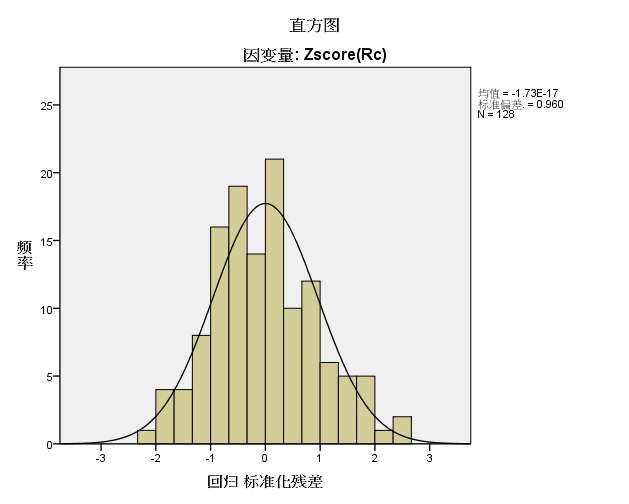 直方图
因变量: Zscore(Rc)
均值 = -1.73E-17
标准偏差. = 0.960
N = 128
频率
25
20
15
10
5
0
-3 -2 -1 0 1 2 3
回归 标准化残差